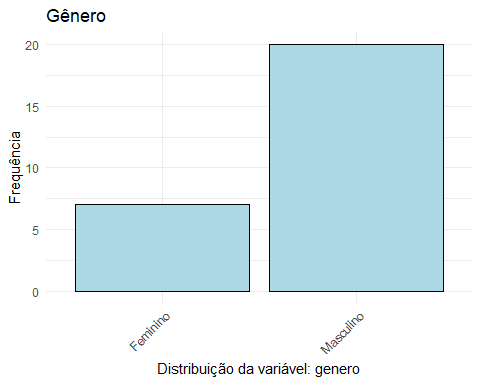 Gênero
Frequência
20
15
10
5
0
Feminino
Masculino
Distribuição da variável: genero